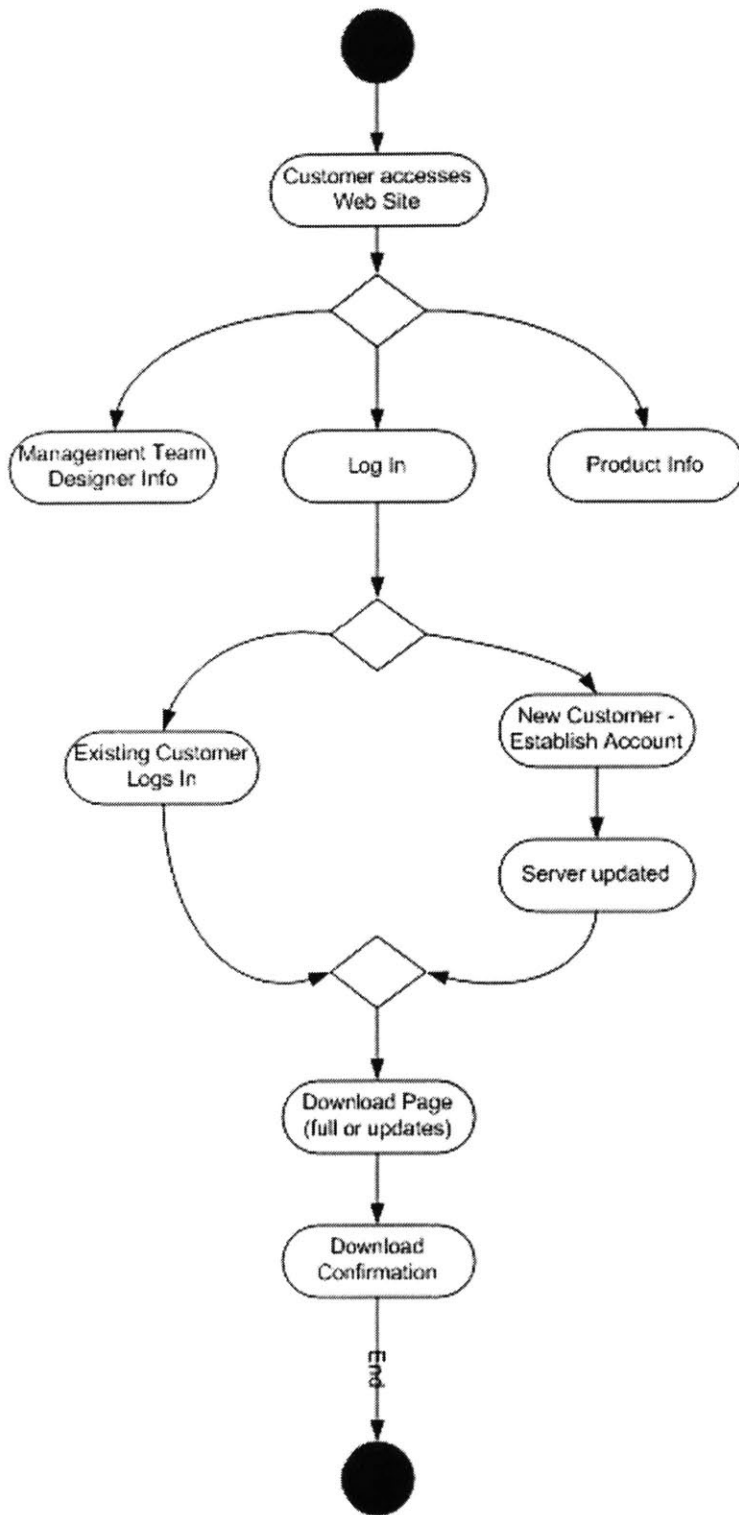 Customer accesses
Web Site
Management Team
Designer Info
Log In
Product Info
New Customer -
Establish Account
Existing Customer
Logs In
Server updated
Download Page
(full or updates)
Download
Confirmation
End